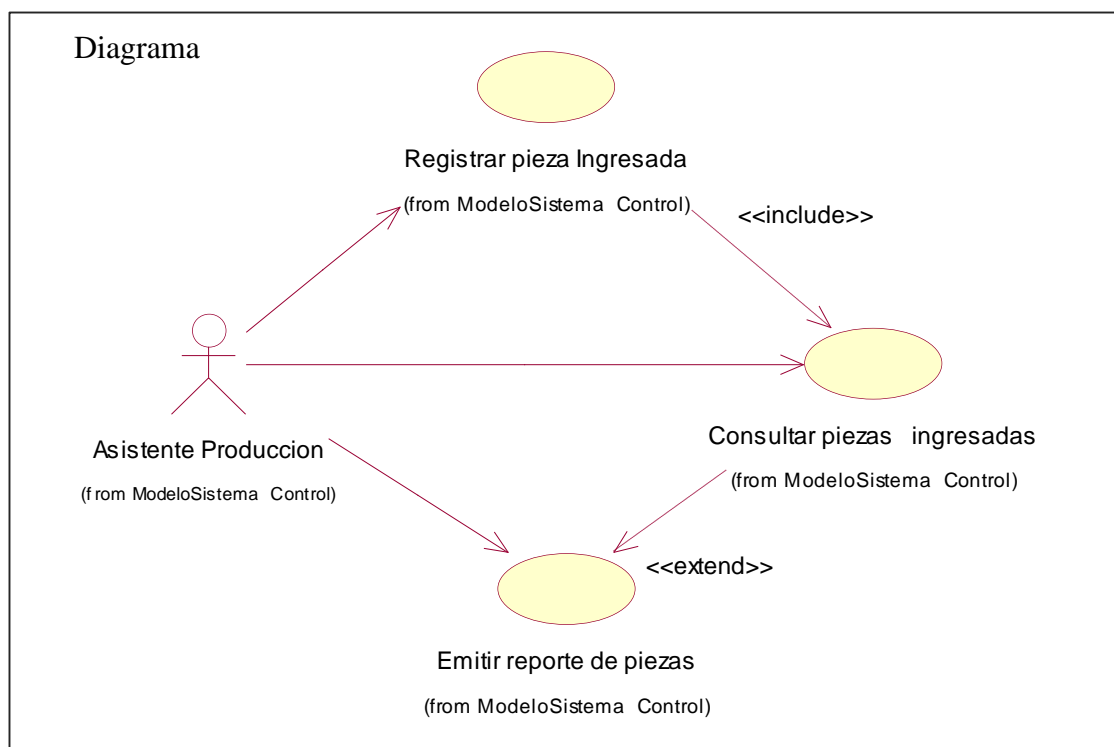 Diagrama
Registrar pieza Ingresada
(from ModeloSistema Control)
<<include>>
Asistente Produccion
(from ModeloSistema Control)
Consultar piezas ingresadas
(from ModeloSistema Control)
<<extend>>
Emitir reporte de piezas
(from ModeloSistema Control)